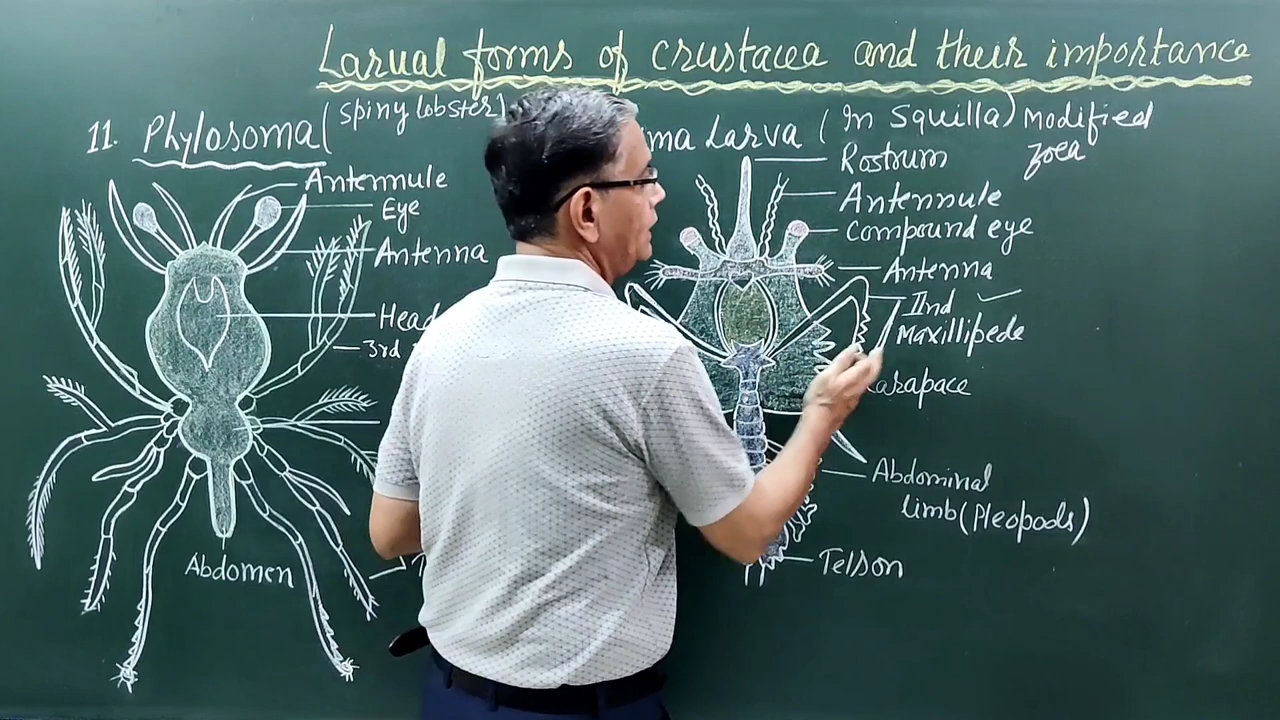 Larval forms of crustacea and their importance
11. Phylosoma (spiny lobster)
Antennule
Eye
Antenna
Head
3rd
Abdomen
ma Larva (In Squilla) Modified
zoea
Rostrum
Antennule
Compound eye
Antenna
IInd
Maxillipede
arapace
Abdominal
limb (Pleopods)
Telson